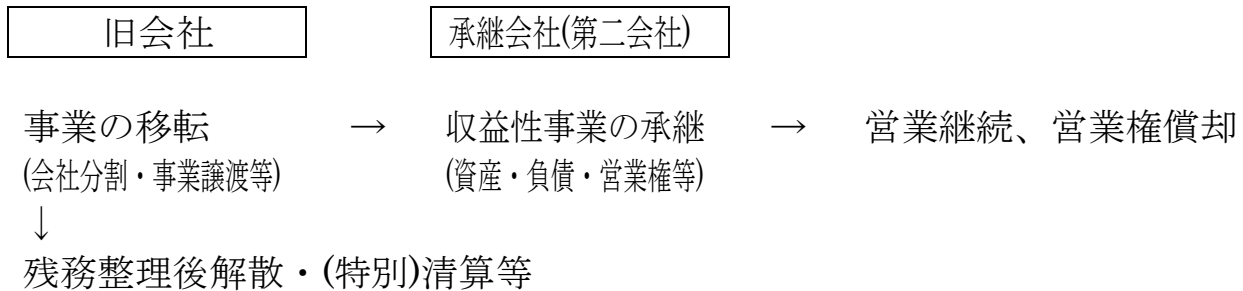 旧会社 承継会社(第二会社)
事業の移転 → 収益性事業の承継 → 営業継続、営業権償却
(会社分割・事業譲渡等) (資産・負債・営業権等)
↓
残務整理後解散・(特別)清算等